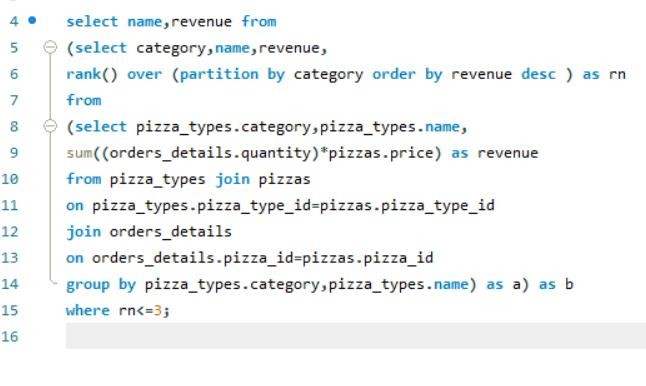 4 select name,revenue from
5 (select category,name,revenue,
6 rank() over (partition by category order by revenue desc ) as rn
7 from
8 (select pizza_types.category,pizza_types.name,
9 sum((orders_details.quantity)*pizzas.price) as revenue
10 from pizza_types join pizzas
11 on pizza_types.pizza_type_id=pizzas.pizza_type_id
12 join orders_details
13 on orders_details.pizza_id=pizzas.pizza_id
14 group by pizza_types.category,pizza_types.name) as a) as b
15 where rn<=3;
16